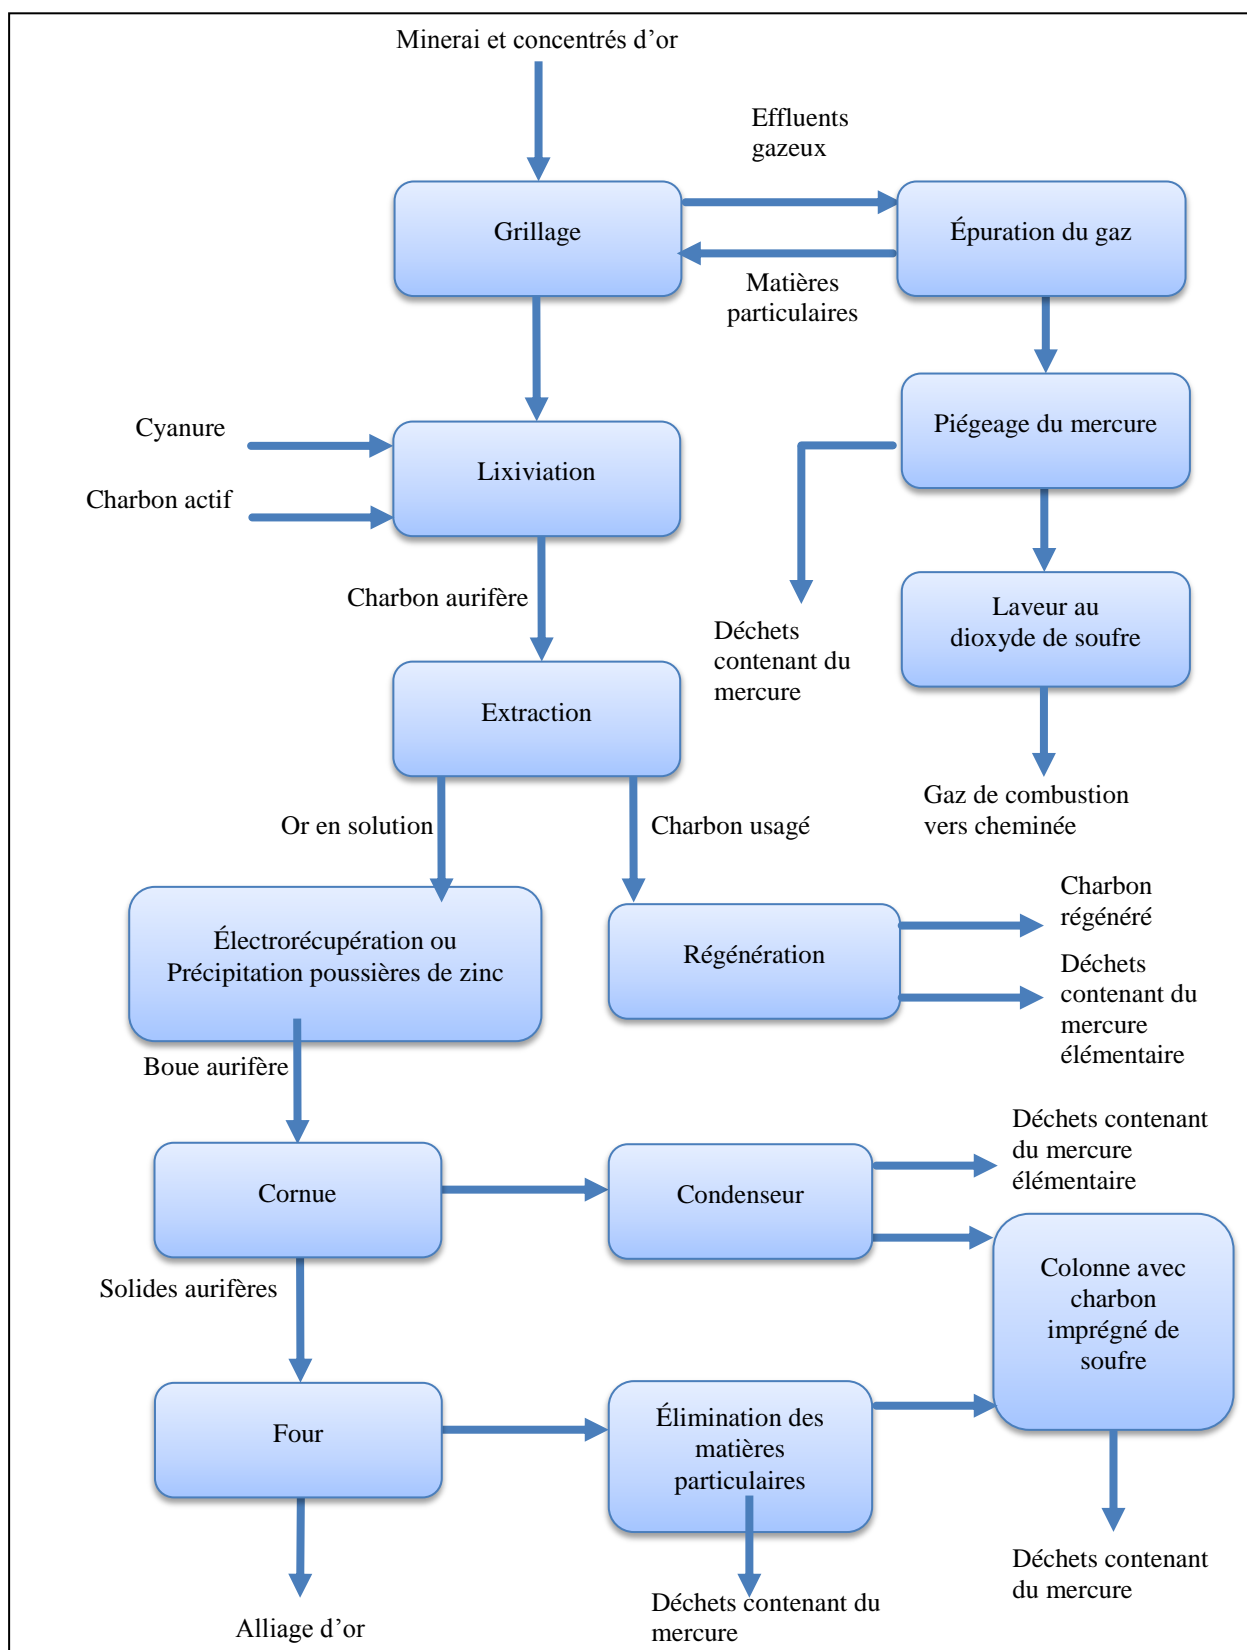 Minerai et concentrés d’or
Effluents
gazeux
Grillage
Épuration du gaz
Matières
particulaires
Cyanure
Charbon actif
Lixiviation
Piégeage du mercure
Charbon aurifère
Déchets
contenant du
mercure
Laveur au
dioxyde de soufre
Extraction
Gaz de combustion
vers cheminée
Or en solution
Charbon usagé
Électrorécupération ou
Précipitation poussières de zinc
Régénération
Charbon
régénéré
Déchets
contenant du
mercure
élémentaire
Boue aurifère
Cornue
Condenseur
Déchets contenant
du mercure
élémentaire
Solides aurifères
Colonne avec
charbon
imprégné de
soufre
Four
Élimination des
matières
particulaires
Déchets contenant
du mercure
Alliage d’or
Déchets contenant du
mercure